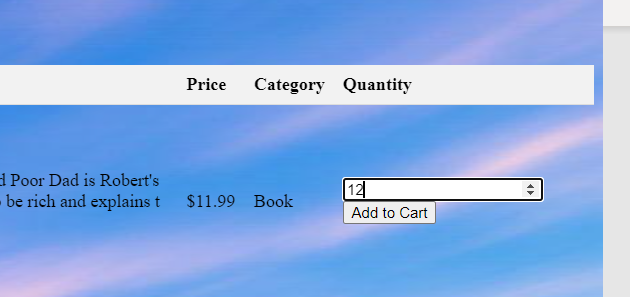 Price Category Quantity
d Poor Dad is Robert's
be rich and explains t
$11.99 Book
12
Add to Cart